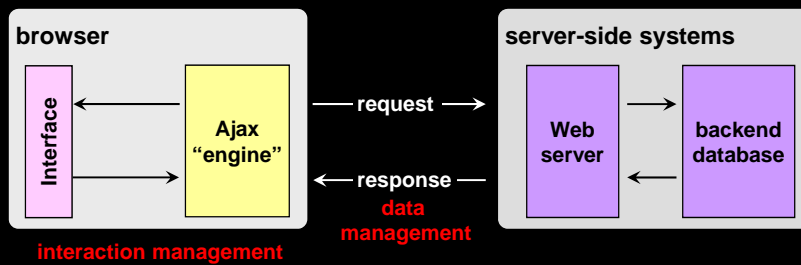 browser
Interface
Ajax
“engine”
request
response
data
management
interaction management
server-side systems
Web
server
backend
database